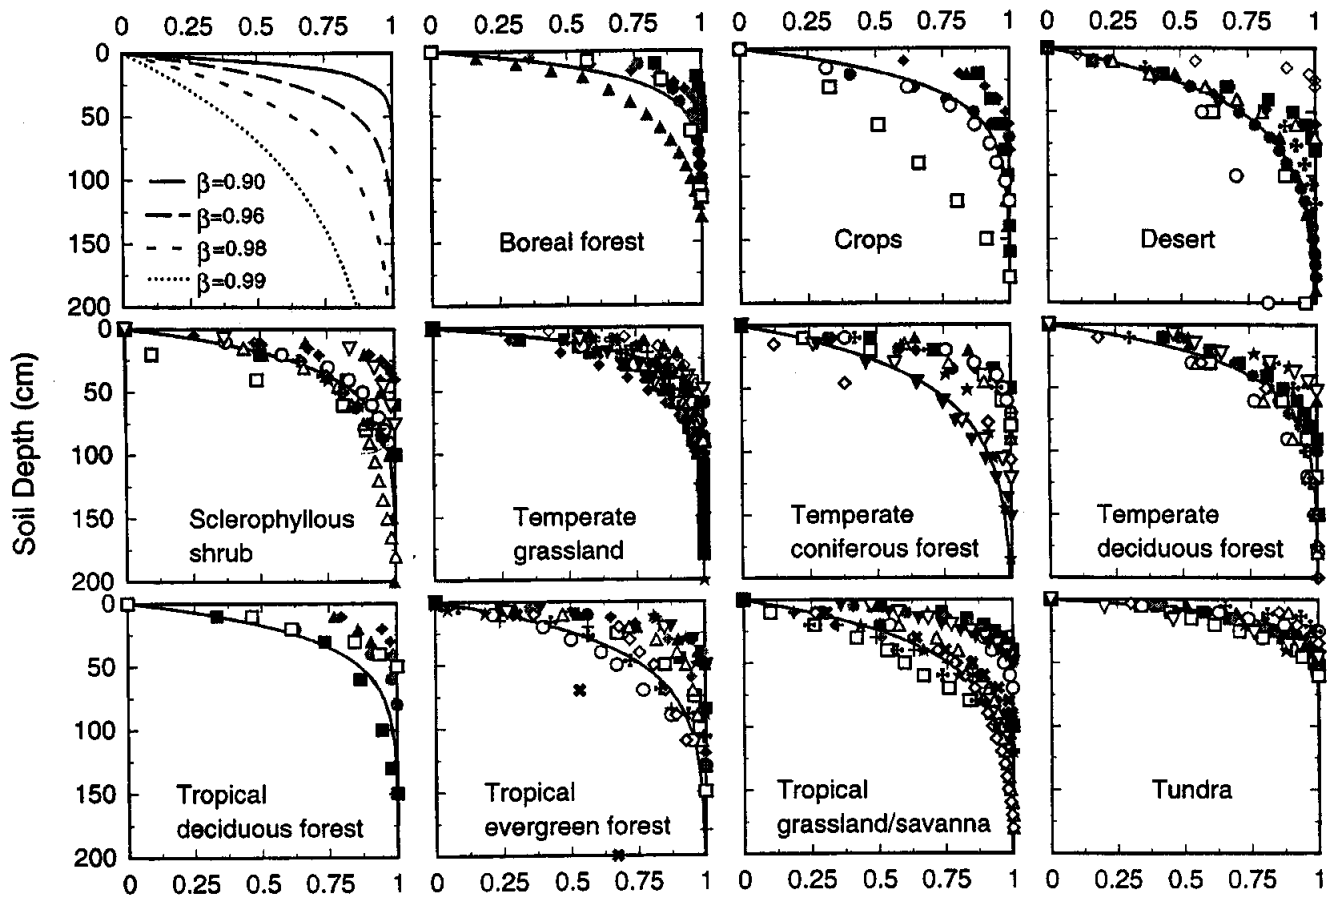 0 0.25 0.5 0.75 1 0 0.25 0.5 0.75 1 0 0.25 0.5 0.75 1 0 0.25 0.5 0.75 1
0
50
100
150
200
β=0.90
β=0.96
β=0.98
β=0.99
Boreal forest
Crops
Desert
Soil Depth (cm)
0
50
100
150
200
Sclerophyllous
shrub
Temperate
grassland
Temperate
coniferous forest
Temperate
deciduous forest
0
50
100
150
200
Tropical
deciduous forest
Tropical
evergreen forest
Tropical
grassland/savanna
Tundra
0 0.25 0.5 0.75 1 0 0.25 0.5 0.75 1 0 0.25 0.5 0.75 1 0 0.25 0.5 0.75 1